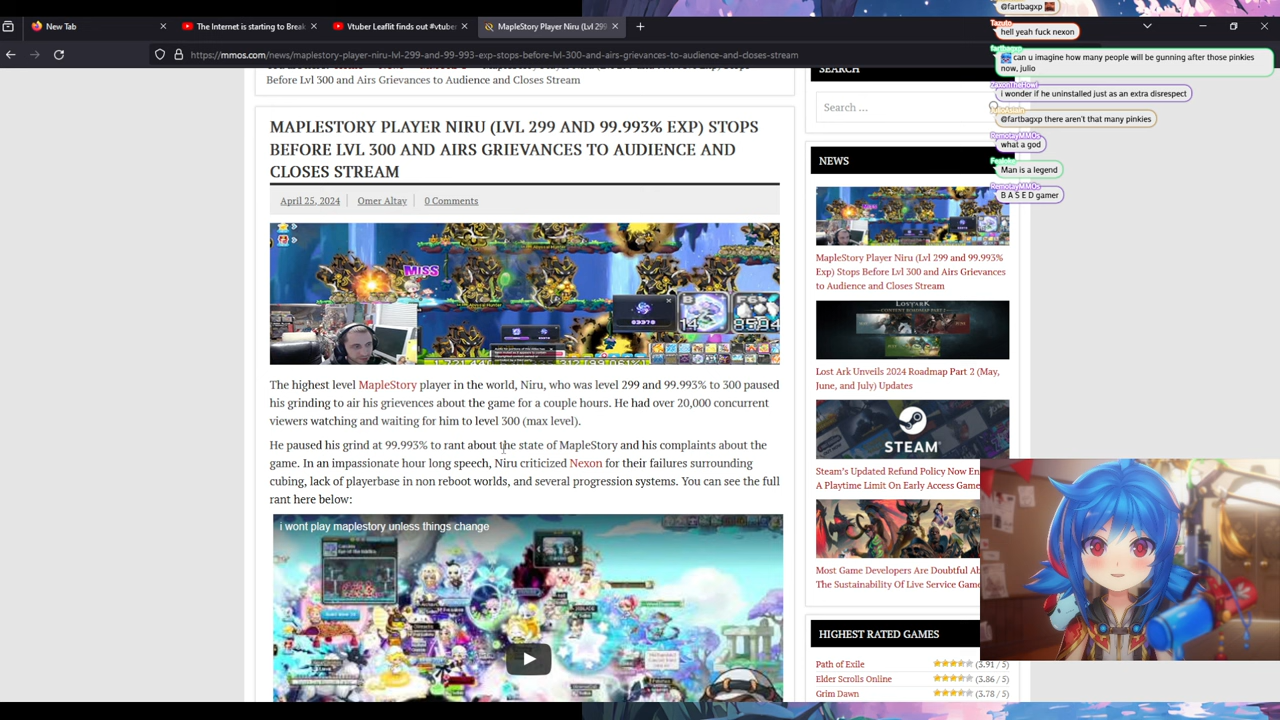 New Tab
The Internet is Starting to Bre
Vtuber Leaflit finds out #vtuber
MapleStory Player Niru (Lvl 299
https://mmos.com/news/maplestory-player-niru-lvl-299-and-99-993-exp-stops-before-lvl-300-and-airs-grievances-to-audience-and-closes-stream
Before Lvl 300 and Airs Grievances to Audience and Closes Stream
MAPLESTORY PLAYER NIRU (LVL 299 AND 99.993% EXP) STOPS
BEFORE LVL 300 AND AIRS GRIEVANCES TO AUDIENCE AND
CLOSES STREAM
2024
Omer Altay
0 Comments
MISS
The highest level MapleStory player in the world, Niru, who was level 299 and 99.993% to 300 paused
his grinding to air his grievences about the game for a couple hours. He had over 20,000 concurrent
viewers watching and waiting for him to level 300 (max level).
He paused his grind at 99.993% to rant about the state of MapleStory and his complaints about the
game. In an impassionate hour long speech, Niru criticized Nexon for their failures surrounding
cubing, lack of playerbase in non reboot worlds, and several progression systems. You can see the full
rant here below:
i wont play maplestory unless things change
SEARCH
Search ...
NEWS
MapleStory Player Niru (Lvl 299 and 99.993%
Exp) Stops Before Lvl 300 and Airs Grievances
to Audience and Closes Stream
LOST ARK
Lost Ark Unveils 2024 Roadmap Part 2 (May,
June, and July) Updates
STEAM
Steam's Updated Refund Policy Now En
A Playtime Limit On Early Access Game
Most Game Developers Are Doubtful Ab
The Sustainability Of Live Service Gam
HIGHEST RATED GAMES
Path of Exile (3.91 / 5)
Elder Scrolls Online (3.86 / 5)
Grim Dawn (3.78 / 5)
@fartbagxp
Tazuto
hell yeah fuck nexon
fartbagxp
can u imagine how many people will be gunning after those pinkies
now, julio
ZaxonTheHowl
i wonder if he uninstalled just as an extra disrespect
@fartbagxp there aren't that many pinkies
RemotayMMOs
what a god
Man is a legend
RemotayMMOs
B A S E D gamer